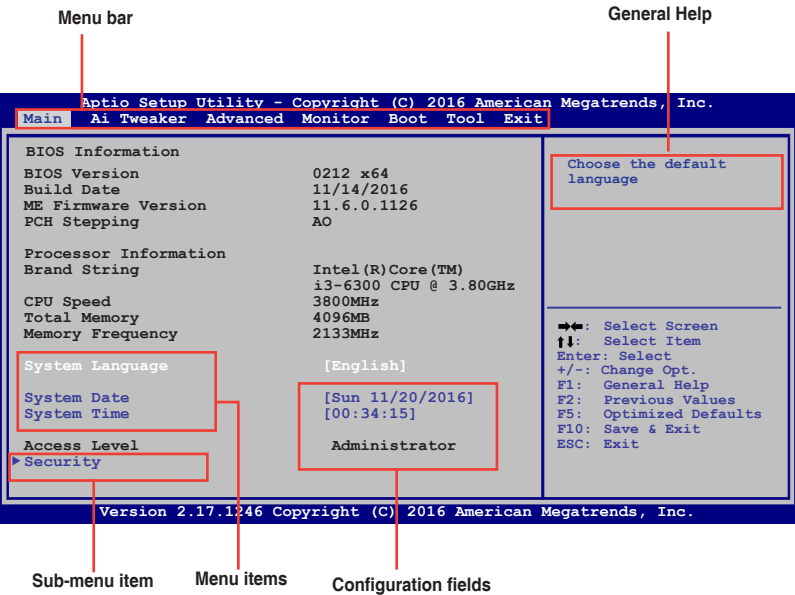 Menu bar
General Help
Aptio Setup Utility - Copyright (C) 2016 American Megatrends, Inc.
Main Ai Tweaker Advanced Monitor Boot Tool Exit
BIOS Information
BIOS Version 0212 x64
Build Date 11/14/2016
ME Firmware Version 11.6.0.1126
PCH Stepping AO
Processor Information
Brand String Intel(R)Core(TM)
i3-6300 CPU @ 3.80GHz
CPU Speed 3800MHz
Total Memory 4096MB
Memory Frequency 2133MHz
System Language [English]
System Date [Sun 11/20/2016]
System Time [00:34:15]
Access Level Administrator
Security
Choose the default
language
: Select Screen
: Select Item
Enter: Select
+/-: Change Opt.
F1: General Help
F2: Previous Values
F5: Optimized Defaults
F10: Save & Exit
ESC: Exit
Version 2.17.1246 Copyright (C) 2016 American Megatrends, Inc.
Sub-menu item
Menu items
Configuration fields